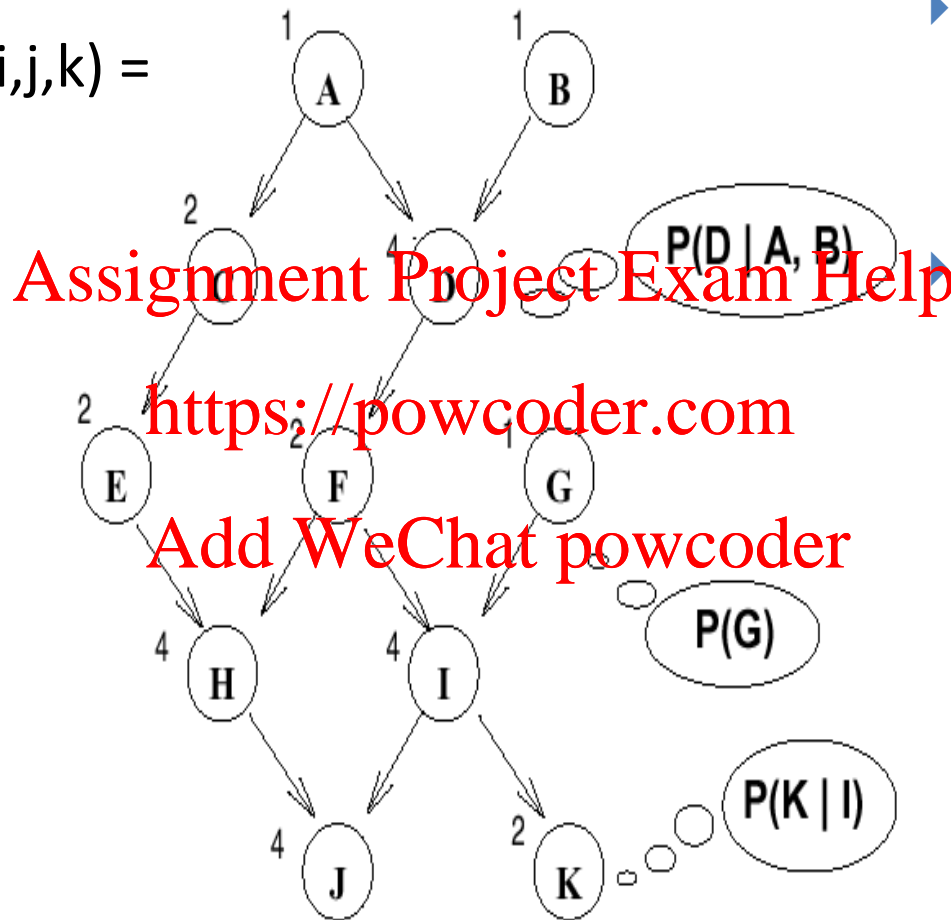 1 1
i,j,k) =
A B
2
P(D | A, B)
4
C D
Assignment Project Exam Help
2
https://powcoder.com
2 1
E F G
Add WeChat powcoder
P(G)
4 4
H I
P(K | I)
4 2
J K